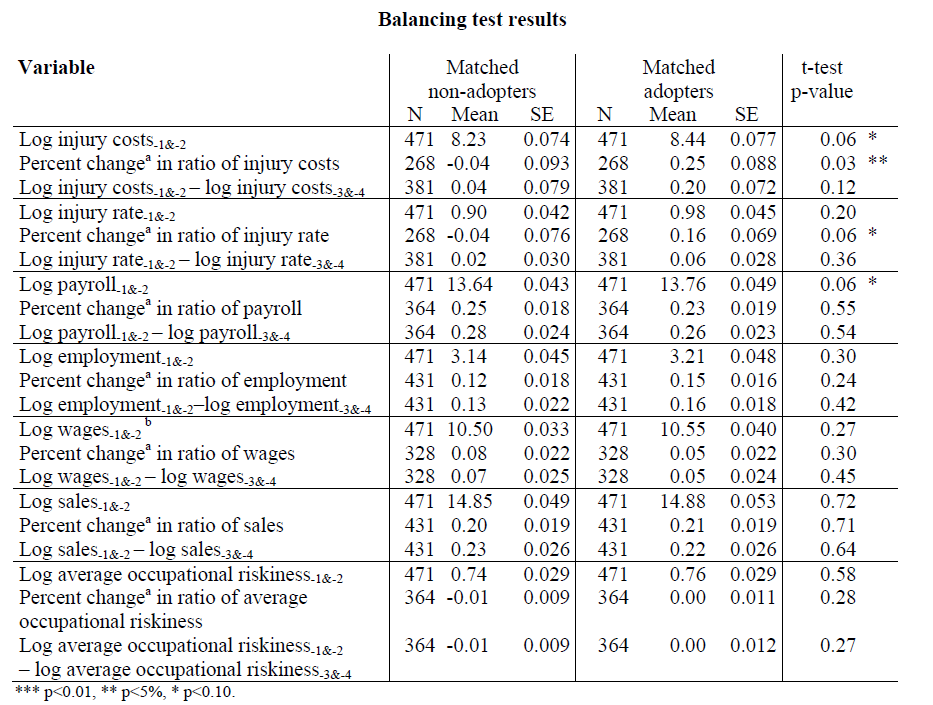 Balancing test results
Variable Matched Matched t-test
non-adopters adopters p-value
N Mean SE N Mean SE
Log injury costs-1&-2 471 8.23 0.074 471 8.44 0.077 0.06 *
Percent changeª in ratio of injury costs 268 -0.04 0.093 268 0.25 0.088 0.03 **
Log injury costs-1&-2 – log injury costs-3&-4 381 0.04 0.079 381 0.20 0.072 0.12
Log injury rate-1&-2 471 0.90 0.042 471 0.98 0.045 0.20
Percent changeª in ratio of injury rate 268 -0.04 0.076 268 0.16 0.069 0.06 *
Log injury rate-1&-2 – log injury rate-3&-4 381 0.02 0.030 381 0.06 0.028 0.36
Log payroll-1&-2 471 13.64 0.043 471 13.76 0.049 0.06 *
Percent changeª in ratio of payroll 364 0.25 0.018 364 0.23 0.019 0.55
Log payroll-1&-2 – log payroll-3&-4 364 0.28 0.024 364 0.26 0.023 0.54
Log employment-1&-2 471 3.14 0.045 471 3.21 0.048 0.30
Percent changeª in ratio of employment 431 0.12 0.018 431 0.15 0.016 0.24
Log employment-1&-2–log employment-3&-4 431 0.13 0.022 431 0.16 0.018 0.42
Log wages-1&-2 b 471 10.50 0.033 471 10.55 0.040 0.27
Percent changeª in ratio of wages 328 0.08 0.022 328 0.05 0.022 0.30
Log wages-1&-2 – log wages-3&-4 328 0.07 0.025 328 0.05 0.024 0.45
Log sales-1&-2 471 14.85 0.049 471 14.88 0.053 0.72
Percent changeª in ratio of sales 431 0.20 0.019 431 0.21 0.019 0.71
Log sales-1&-2 – log sales-3&-4 431 0.23 0.026 431 0.22 0.026 0.64
Log average occupational riskiness-1&-2 471 0.74 0.029 471 0.76 0.029 0.58
Percent changeª in ratio of average 364 -0.01 0.009 364 0.00 0.011 0.28
occupational riskiness
Log average occupational riskiness-1&-2 364 -0.01 0.009 364 0.00 0.012 0.27
– log average occupational riskiness-3&-4
*** p<0.01, ** p<5%, * p<0.10.